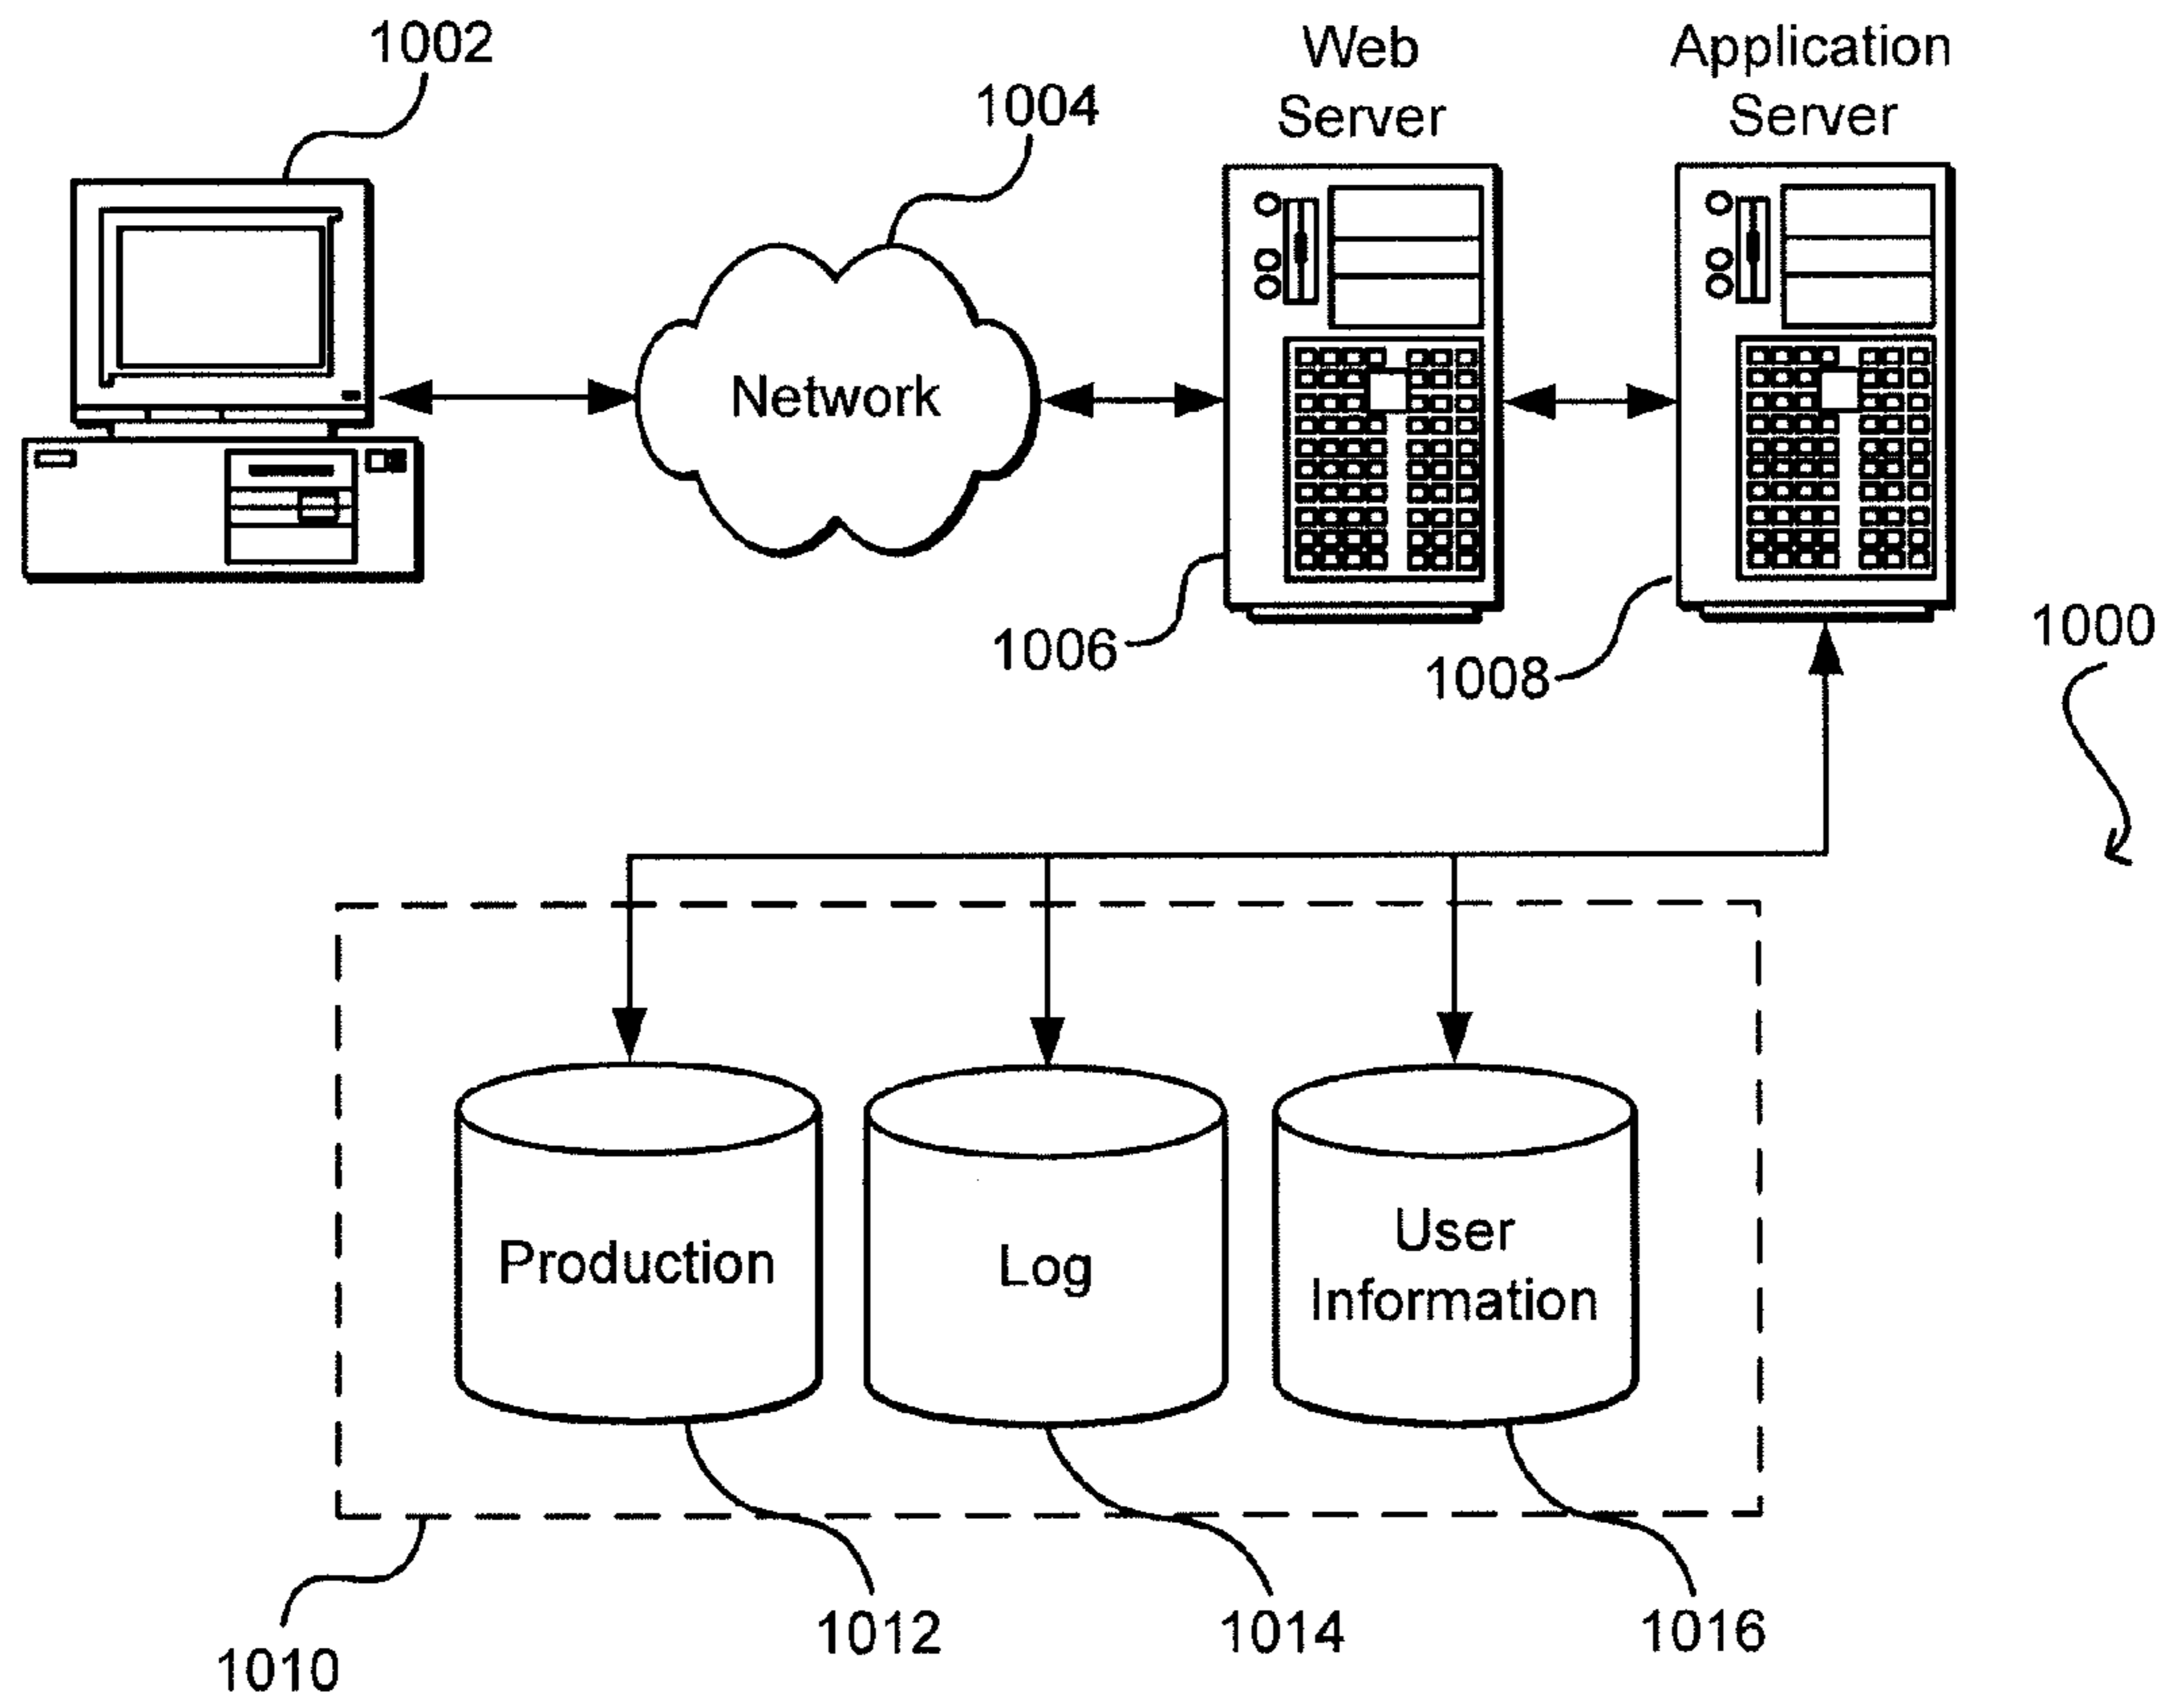 1002
1004
Web
Server
Application
Server
Network
1006
1008
1000
Production
Log
User
Information
1010
1012
1014
1016